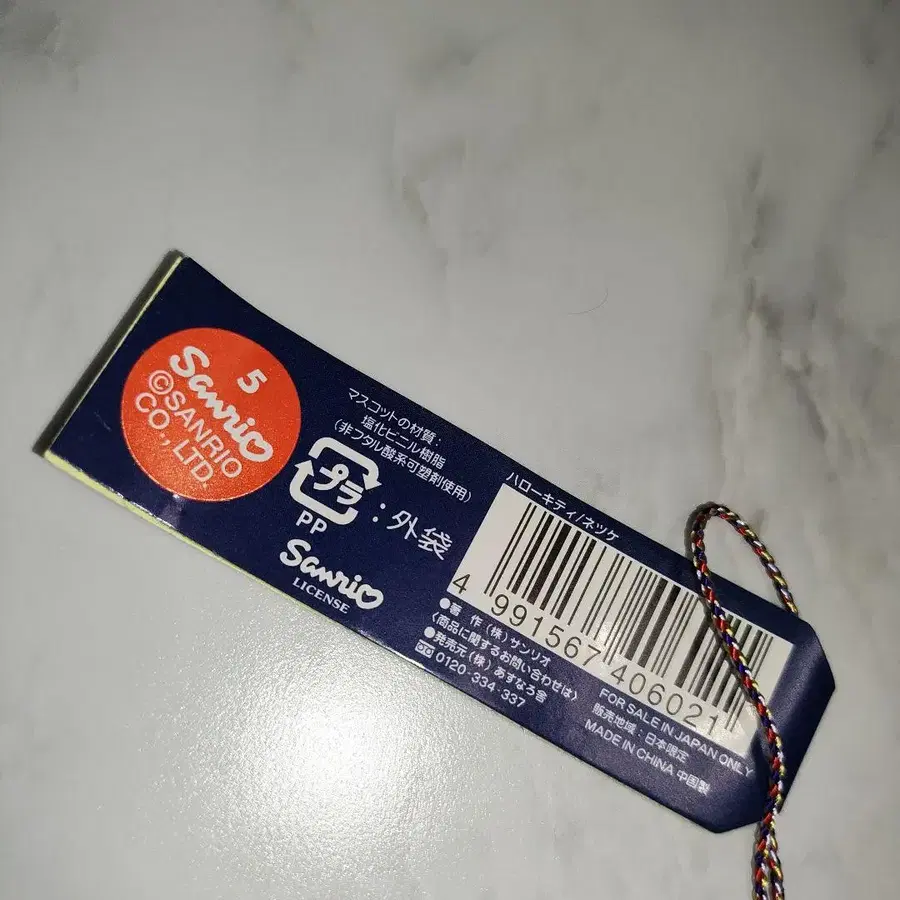 5
Sanrio
©SANRIO
CO., LTD.
マスコットの材質:
塩化ビニル樹脂
(非フタル酸系可塑剤使用)
プラ
:外袋
PP
Sanrio
LICENSE
ハローキティ/ネツケ
4 991567 406021
●著 作 (株) サンリオ
〈商品に関するお問い合わせは〉
●発売元 (株) あすなろ舎
0120-334-337
FOR SALE IN JAPAN ONLY
販売地域:日本限定
MADE IN CHINA 中国製